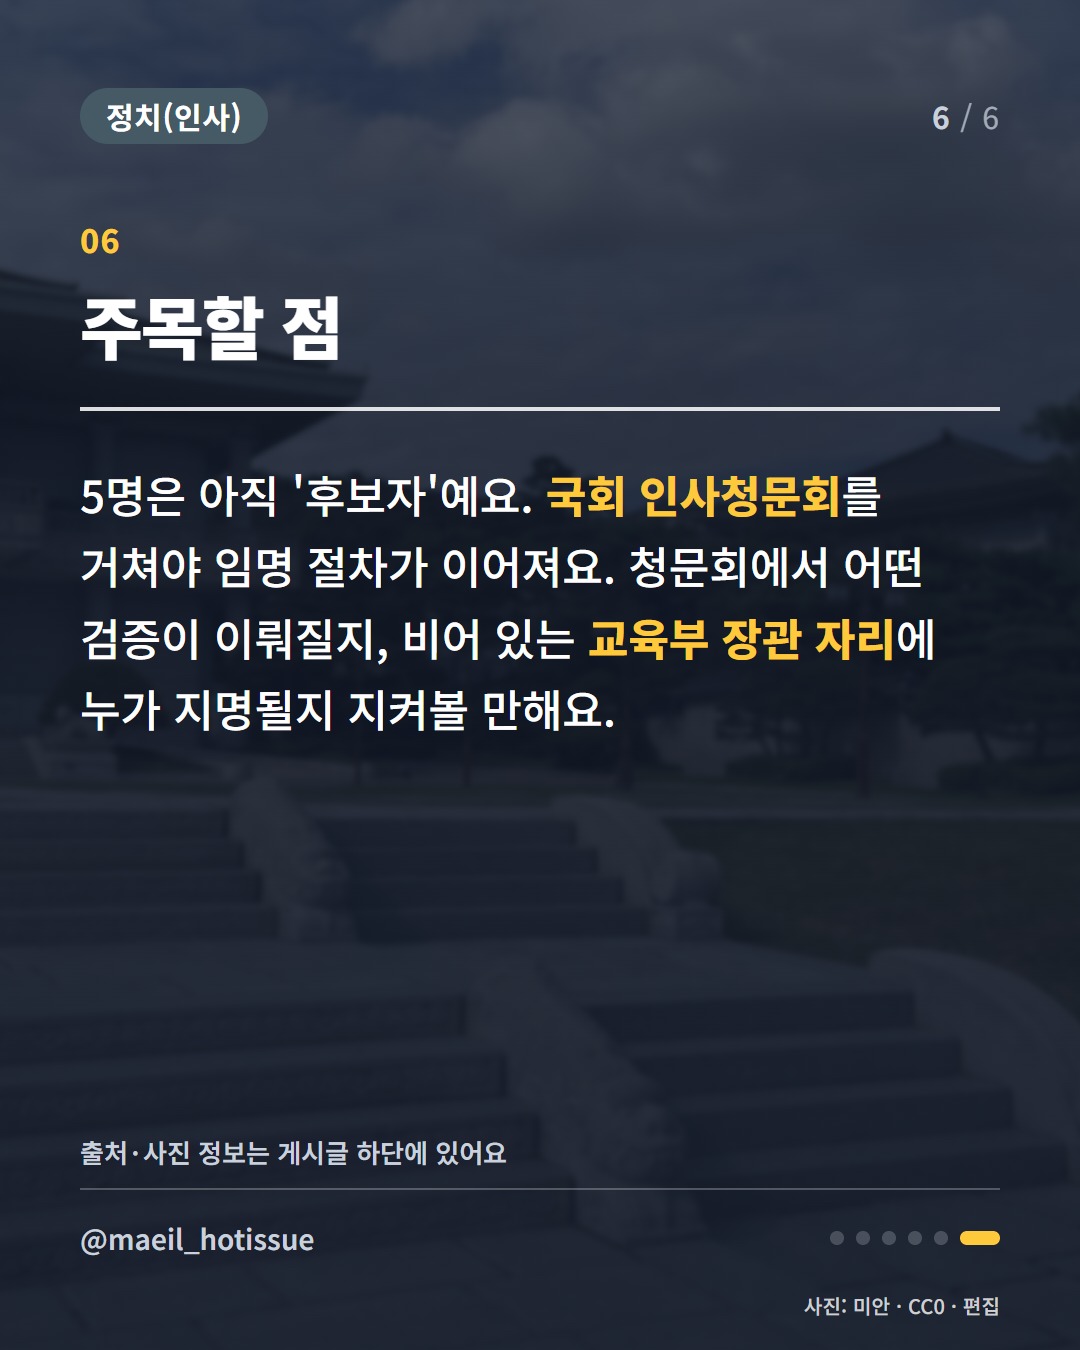 정치(인사)
6 / 6
06
주목할 점
5명은 아직 '후보자'예요. 국회 인사청문회를
거쳐야 임명 절차가 이어져요. 청문회에서 어떤
검증이 이뤄질지, 비어 있는 교육부 장관 자리에
누가 지명될지 지켜볼 만해요.
출처·사진 정보는 게시글 하단에 있어요
@maeil_hotissue
사진: 미안 · CC0 · 편집